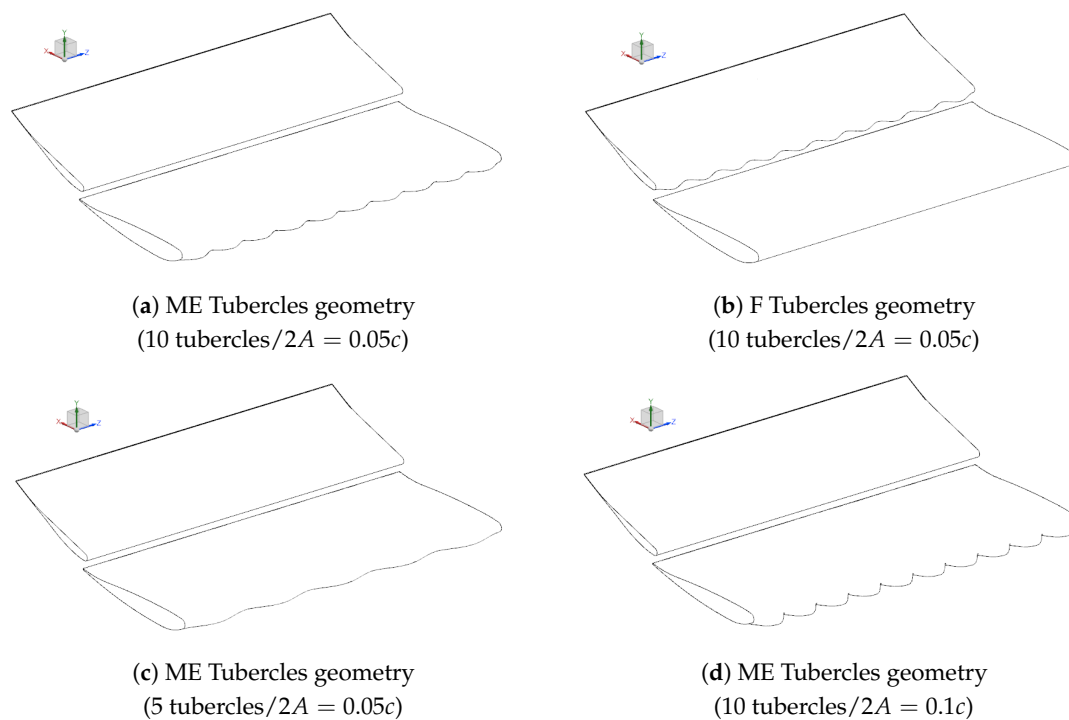 Y
X
Z
Y
X
Z
(a) ME Tubercles geometry
(10 tubercles/2A = 0.05c)
(b) F Tubercles geometry
(10 tubercles/2A = 0.05c)
Y
X
Z
Y
X
Z
(c) ME Tubercles geometry
(5 tubercles/2A = 0.05c)
(d) ME Tubercles geometry
(10 tubercles/2A = 0.1c)